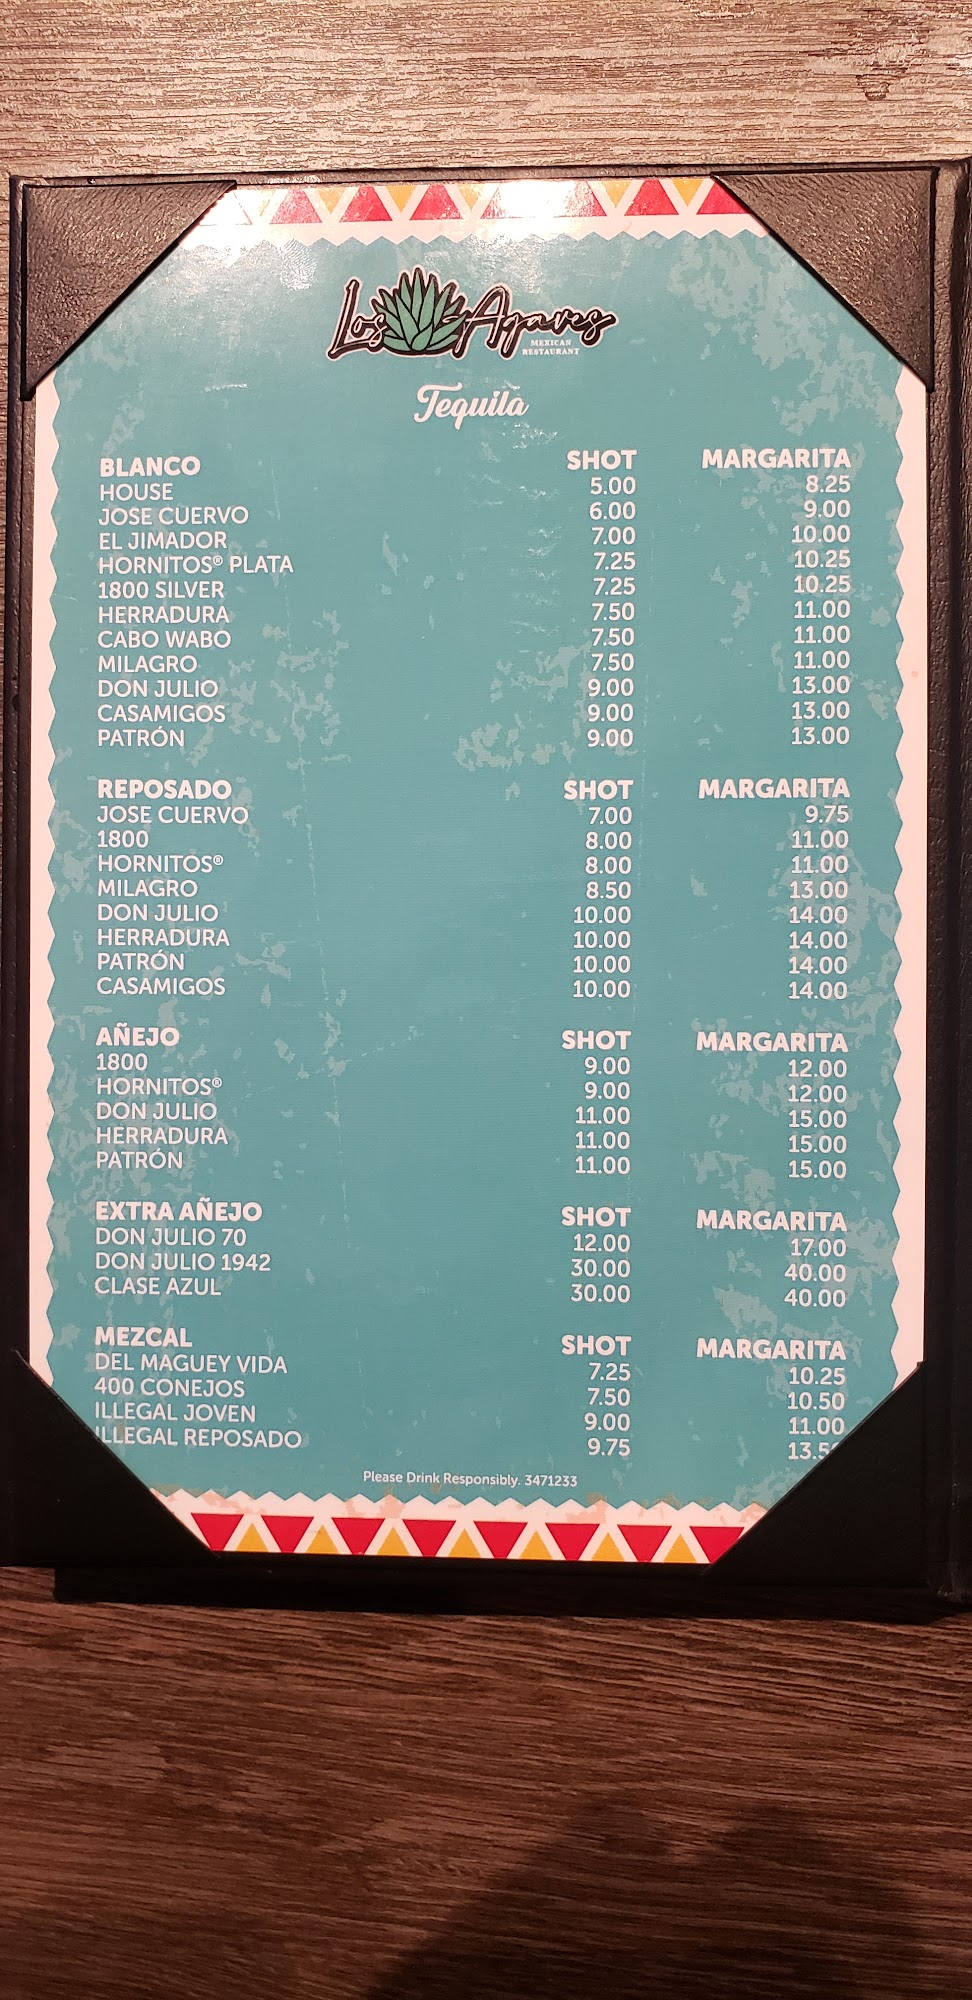 Los Agaves
MEXICAN
RESTAURANT
Tequila
BLANCO SHOT MARGARITA
HOUSE 5.00 8.25
JOSE CUERVO 6.00 9.00
EL JIMADOR 7.00 10.00
HORNITOS® PLATA 7.25 10.25
1800 SILVER 7.25 10.25
HERRADURA 7.50 11.00
CABO WABO 7.50 11.00
MILAGRO 7.50 11.00
DON JULIO 9.00 13.00
CASAMIGOS 9.00 13.00
PATRÓN 9.00 13.00
REPOSADO SHOT MARGARITA
JOSE CUERVO 7.00 9.75
1800 8.00 11.00
HORNITOS® 8.00 11.00
MILAGRO 8.50 13.00
DON JULIO 10.00 14.00
HERRADURA 10.00 14.00
PATRÓN 10.00 14.00
CASAMIGOS 10.00 14.00
AÑEJO SHOT MARGARITA
1800 9.00 12.00
HORNITOS® 9.00 12.00
DON JULIO 11.00 15.00
HERRADURA 11.00 15.00
PATRÓN 11.00 15.00
EXTRA AÑEJO SHOT MARGARITA
DON JULIO 70 12.00 17.00
DON JULIO 1942 30.00 40.00
CLASE AZUL 30.00 40.00
MEZCAL SHOT MARGARITA
DEL MAGUEY VIDA 7.25 10.25
400 CONEJOS 7.50 10.50
ILLEGAL JOVEN 9.00 11.00
ILLEGAL REPOSADO 9.75
Please Drink Responsibly. 3471233